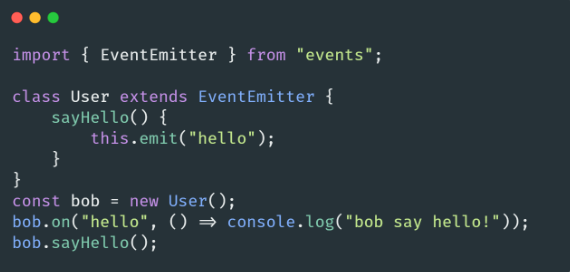 import { EventEmitter } from "events";

class User extends EventEmitter {
    sayHello() {
        this.emit("hello");
    }
}
const bob = new User();
bob.on("hello", () => console.log("bob say hello!"));
bob.sayHello();